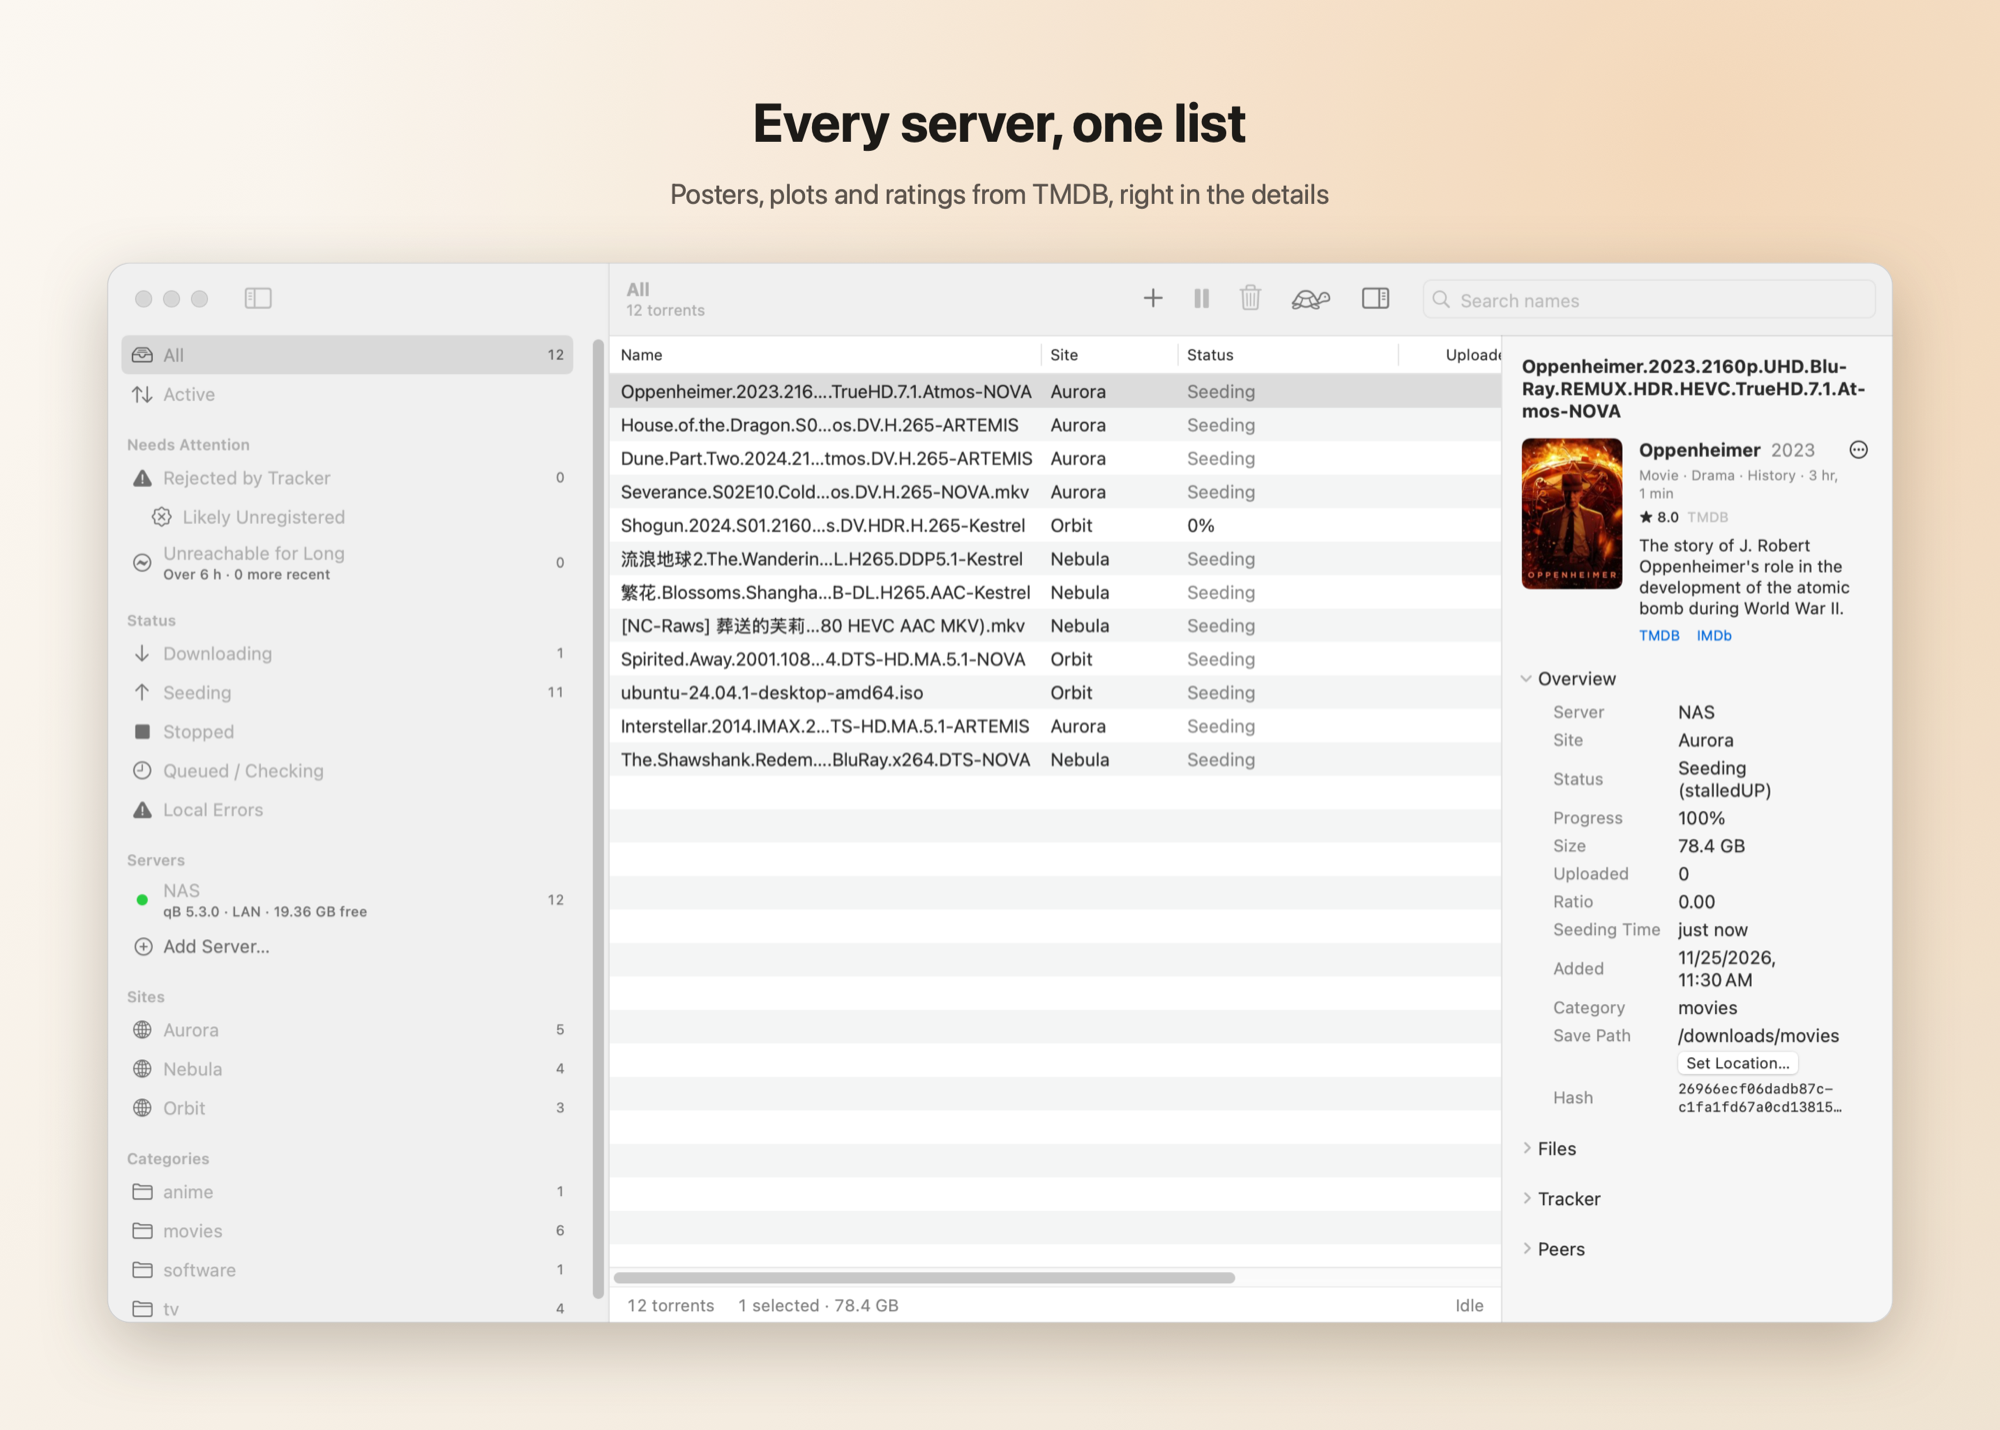 Every server, one list
Posters, plots and ratings from TMDB, right in the details
All
12 torrents
Search names
All 12
Active
Needs Attention
Rejected by Tracker 0
Likely Unregistered
Unreachable for Long 0
Over 6 h · 0 more recent
Status
Downloading 1
Seeding 11
Stopped
Queued / Checking
Local Errors
Servers
NAS 12
qB 5.3.0 · LAN · 19.36 GB free
Add Server...
Sites
Aurora 5
Nebula 4
Orbit 3
Categories
anime 1
movies 6
software 1
tv 4
Name Site Status Uploade
Oppenheimer.2023.216....TrueHD.7.1.Atmos-NOVA Aurora Seeding
House.of.the.Dragon.S0...os.DV.H.265-ARTEMIS Aurora Seeding
Dune.Part.Two.2024.21...tmos.DV.H.265-ARTEMIS Aurora Seeding
Severance.S02E10.Cold...os.DV.H.265-NOVA.mkv Aurora Seeding
Shogun.2024.S01.2160...s.DV.HDR.H.265-Kestrel Orbit 0%
流浪地球2.The.Wanderin...L.H265.DDP5.1-Kestrel Nebula Seeding
繁花.Blossoms.Shangha...B-DL.H265.AAC-Kestrel Nebula Seeding
[NC-Raws] 葬送的芙莉...80 HEVC AAC MKV).mkv Nebula Seeding
Spirited.Away.2001.108...4.DTS-HD.MA.5.1-NOVA Orbit Seeding
ubuntu-24.04.1-desktop-amd64.iso Orbit Seeding
Interstellar.2014.IMAX.2...TS-HD.MA.5.1-ARTEMIS Aurora Seeding
The.Shawshank.Redem....BluRay.x264.DTS-NOVA Nebula Seeding
12 torrents 1 selected · 78.4 GB Idle
Oppenheimer.2023.2160p.UHD.Blu-
Ray.REMUX.HDR.HEVC.TrueHD.7.1.At-
mos-NOVA
OPPENHEIMER
Oppenheimer 2023
Movie · Drama · History · 3 hr,
1 min
★ 8.0 TMDB
The story of J. Robert
Oppenheimer's role in the
development of the atomic
bomb during World War II.
TMDB IMDb
Overview
Server NAS
Site Aurora
Status Seeding
(stalledUP)
Progress 100%
Size 78.4 GB
Uploaded 0
Ratio 0.00
Seeding Time just now
Added 11/25/2026,
11:30 AM
Category movies
Save Path /downloads/movies
Set Location...
Hash 26966ecf06dadb87c-
c1fa1fd67a0cd13815…
Files
Tracker
Peers